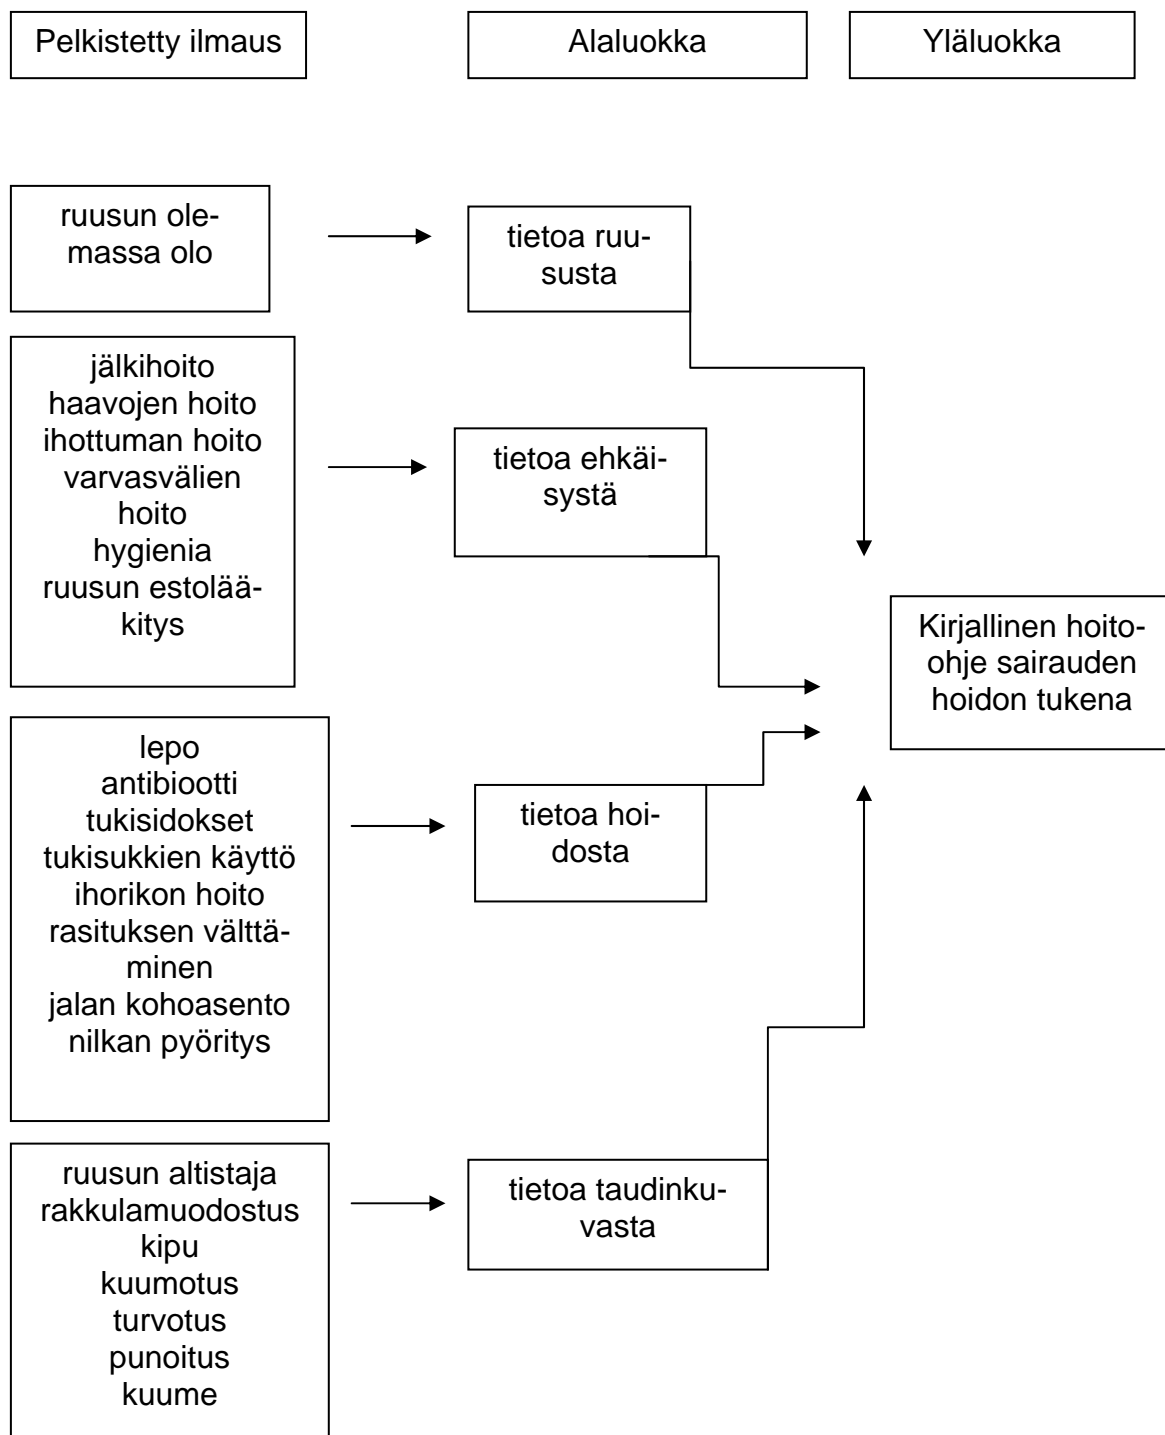 Pelkistetty ilmaus
Alaluokka
Yläluokka
ruusun ole-
massa olo
tietoa ruu-
susta
jälkihoito
haavojen hoito
ihottuman hoito
varvasvälien
hoito
hygienia
ruusun estolää-
kitys
tietoa ehkäi-
systä
Kirjallinen hoito-
ohje sairauden
hoidon tukena
lepo
antibiootti
tukisidokset
tukisukkien käyttö
ihorikon hoito
rasituksen välttä-
minen
jalan kohoasento
nilkan pyöritys
tietoa hoi-
dosta
ruusun altistaja
rakkulamuodostus
kipu
kuumotus
turvotus
punoitus
kuume
tietoa taudinku-
vasta